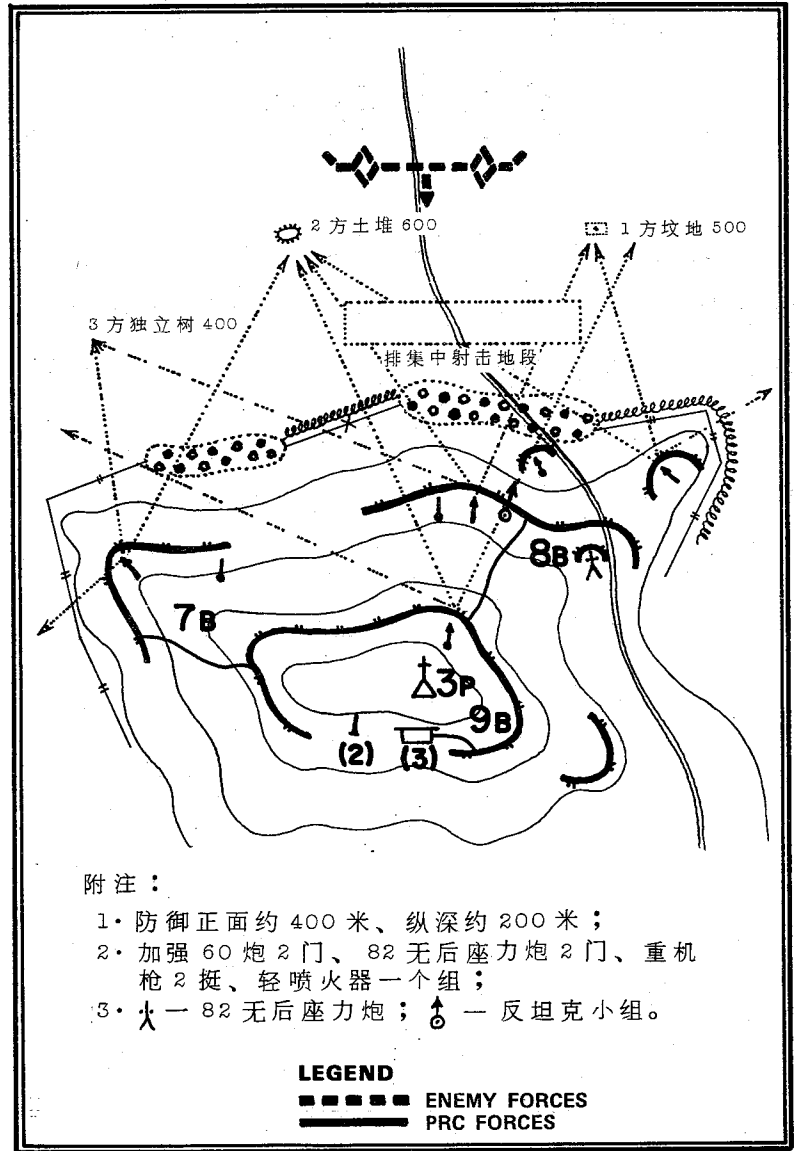 2方土堆600
1方坟地500
3方独立树400
排集中射击地段
8B
7B
3P
9B
(2)
(3)
附注：
1·防御正面约400米、纵深约200米；
2·加强60炮2门、82无后座力炮2门、重机
枪2挺、轻喷火器一个组；
3· — 82无后座力炮； — 反坦克小组。
LEGEND
ENEMY FORCES
PRC FORCES